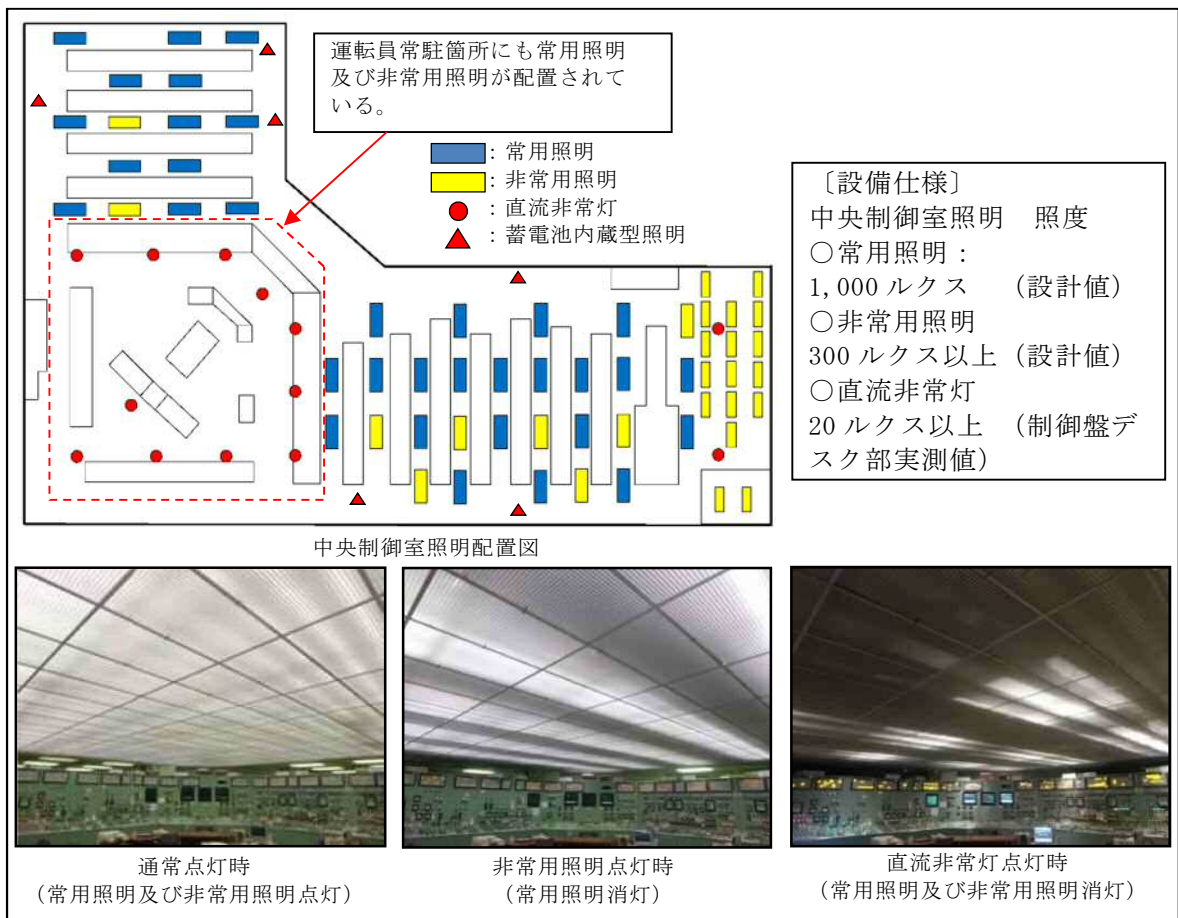 運転員常駐箇所にも常用照明
及び非常用照明が配置されて
いる。
：常用照明
：非常用照明
：直流非常灯
：蓄電池内蔵型照明
〔設備仕様〕
中央制御室照明　照度
○常用照明：
1,000 ルクス　（設計値）
○非常用照明
300 ルクス以上（設計値）
○直流非常灯
20 ルクス以上　（制御盤デ
スク部実測値）
中央制御室照明配置図
通常点灯時
（常用照明及び非常用照明点灯）
非常用照明点灯時
（常用照明消灯）
直流非常灯点灯時
（常用照明及び非常用照明消灯）